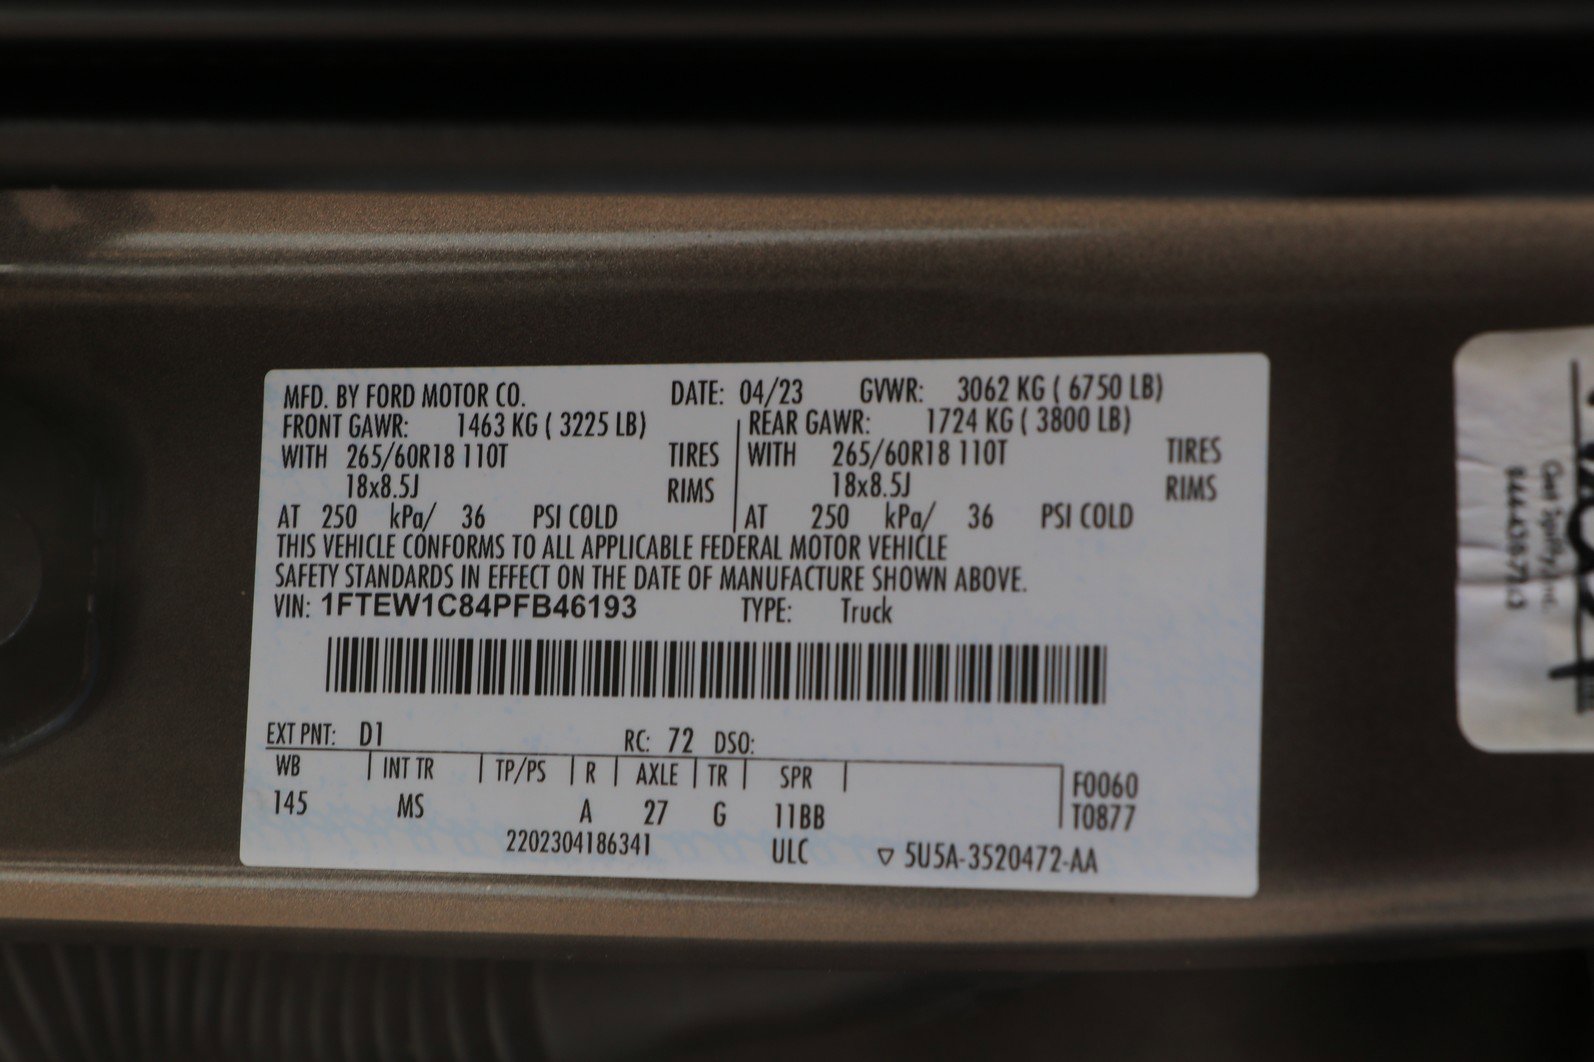 MFD. BY FORD MOTOR CO. DATE: 04/23 GVWR: 3062 KG ( 6750 LB)
FRONT GAWR: 1463 KG ( 3225 LB) REAR GAWR: 1724 KG ( 3800 LB)
WITH 265/60R18 110T TIRES WITH 265/60R18 110T TIRES
18x8.5J RIMS 18x8.5J RIMS
AT 250 kPa/ 36 PSI COLD AT 250 kPa/ 36 PSI COLD
THIS VEHICLE CONFORMS TO ALL APPLICABLE FEDERAL MOTOR VEHICLE
SAFETY STANDARDS IN EFFECT ON THE DATE OF MANUFACTURE SHOWN ABOVE.
VIN: 1FTEW1C84PFB46193 TYPE: Truck
EXT PNT: D1 RC: 72 DSO:
WB INT TR TP/PS R AXLE TR SPR F0060
145 MS A 27 G 11BB T0877
2202304186341 ULC ▽ 5U5A-3520472-AA